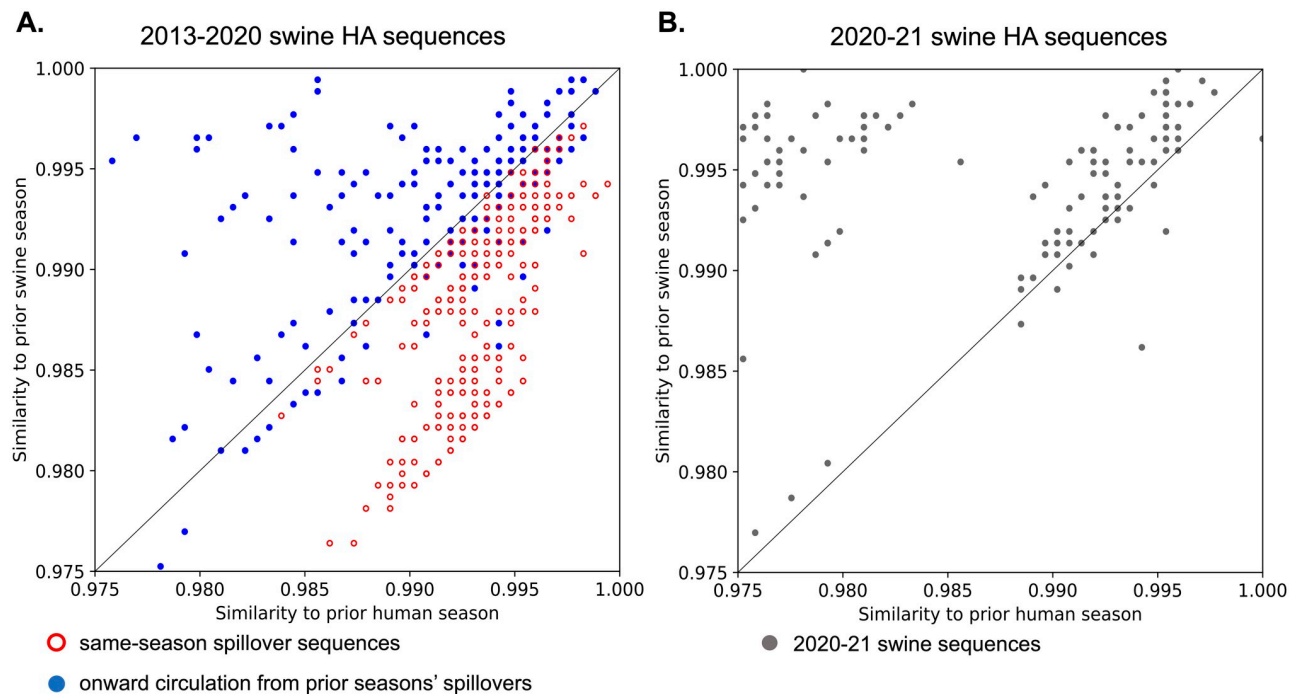 A.
2013-2020 swine HA sequences
1.000
0.995
0.990
0.985
0.980
0.975
Similarity to prior swine season
0.975
0.980
0.985
0.990
0.995
1.000
Similarity to prior human season
same-season spillover sequences
onward circulation from prior seasons' spillovers
B.
2020-21 swine HA sequences
1.000
0.995
0.990
0.985
0.980
0.975
Similarity to prior swine season
0.975
0.980
0.985
0.990
0.995
1.000
Similarity to prior human season
2020-21 swine sequences